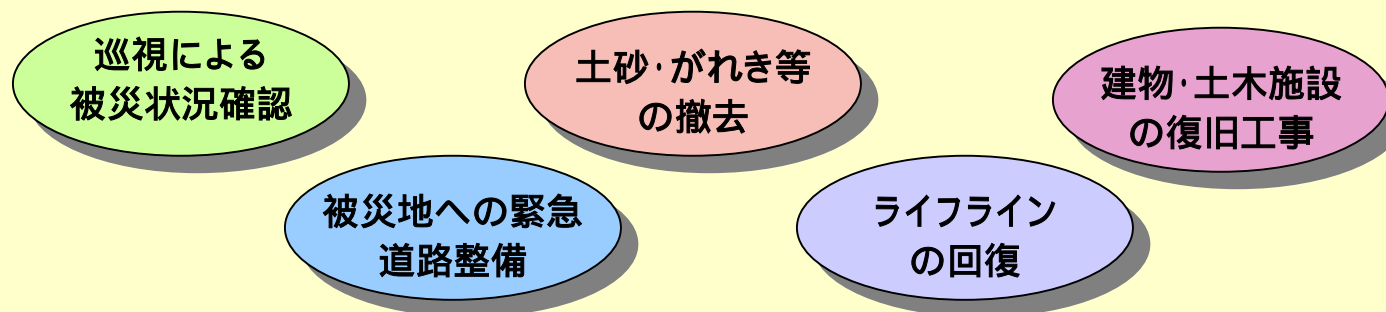 巡視による
被災状況確認
被災地への緊急
道路整備
土砂・がれき等
の撤去
ライフライン
の回復
建物・土木施設
の復旧工事